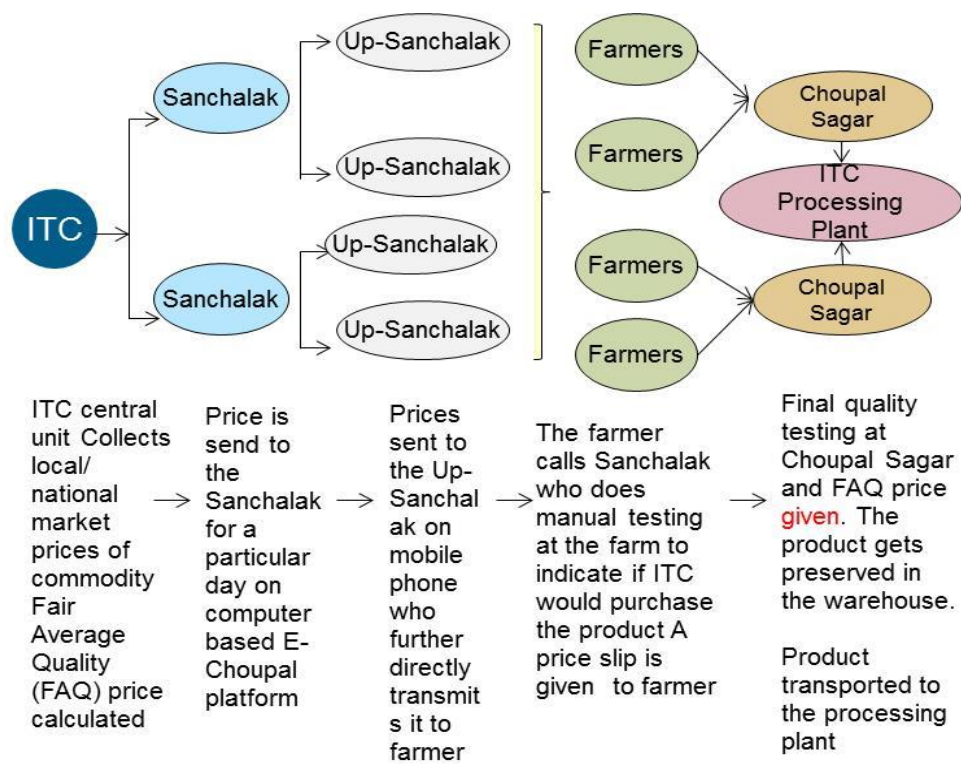 ITC
Sanchalak
Sanchalak
Up-Sanchalak
Up-Sanchalak
Up-Sanchalak
Up-Sanchalak
Farmers
Farmers
Farmers
Farmers
Choupal
Sagar
ITC
Processing
Plant
Choupal
Sagar
ITC central
unit Collects
local/
national
market
prices of
commodity
Fair
Average
Quality
(FAQ) price
calculated
Price is
send to
the
Sanchalak
for a
particular
day on
computer
based E-
Choupal
platform
Prices
sent to
the Up-
Sanchal
ak on
mobile
phone
who
further
directly
transmit
s it to
farmer
The farmer
calls Sanchalak
who does
manual testing
at the farm to
indicate if ITC
would purchase
the product A
price slip is
given to farmer
Final quality
testing at
Choupal Sagar
and FAQ price
given. The
product gets
preserved in
the warehouse.
Product
transported to
the processing
plant